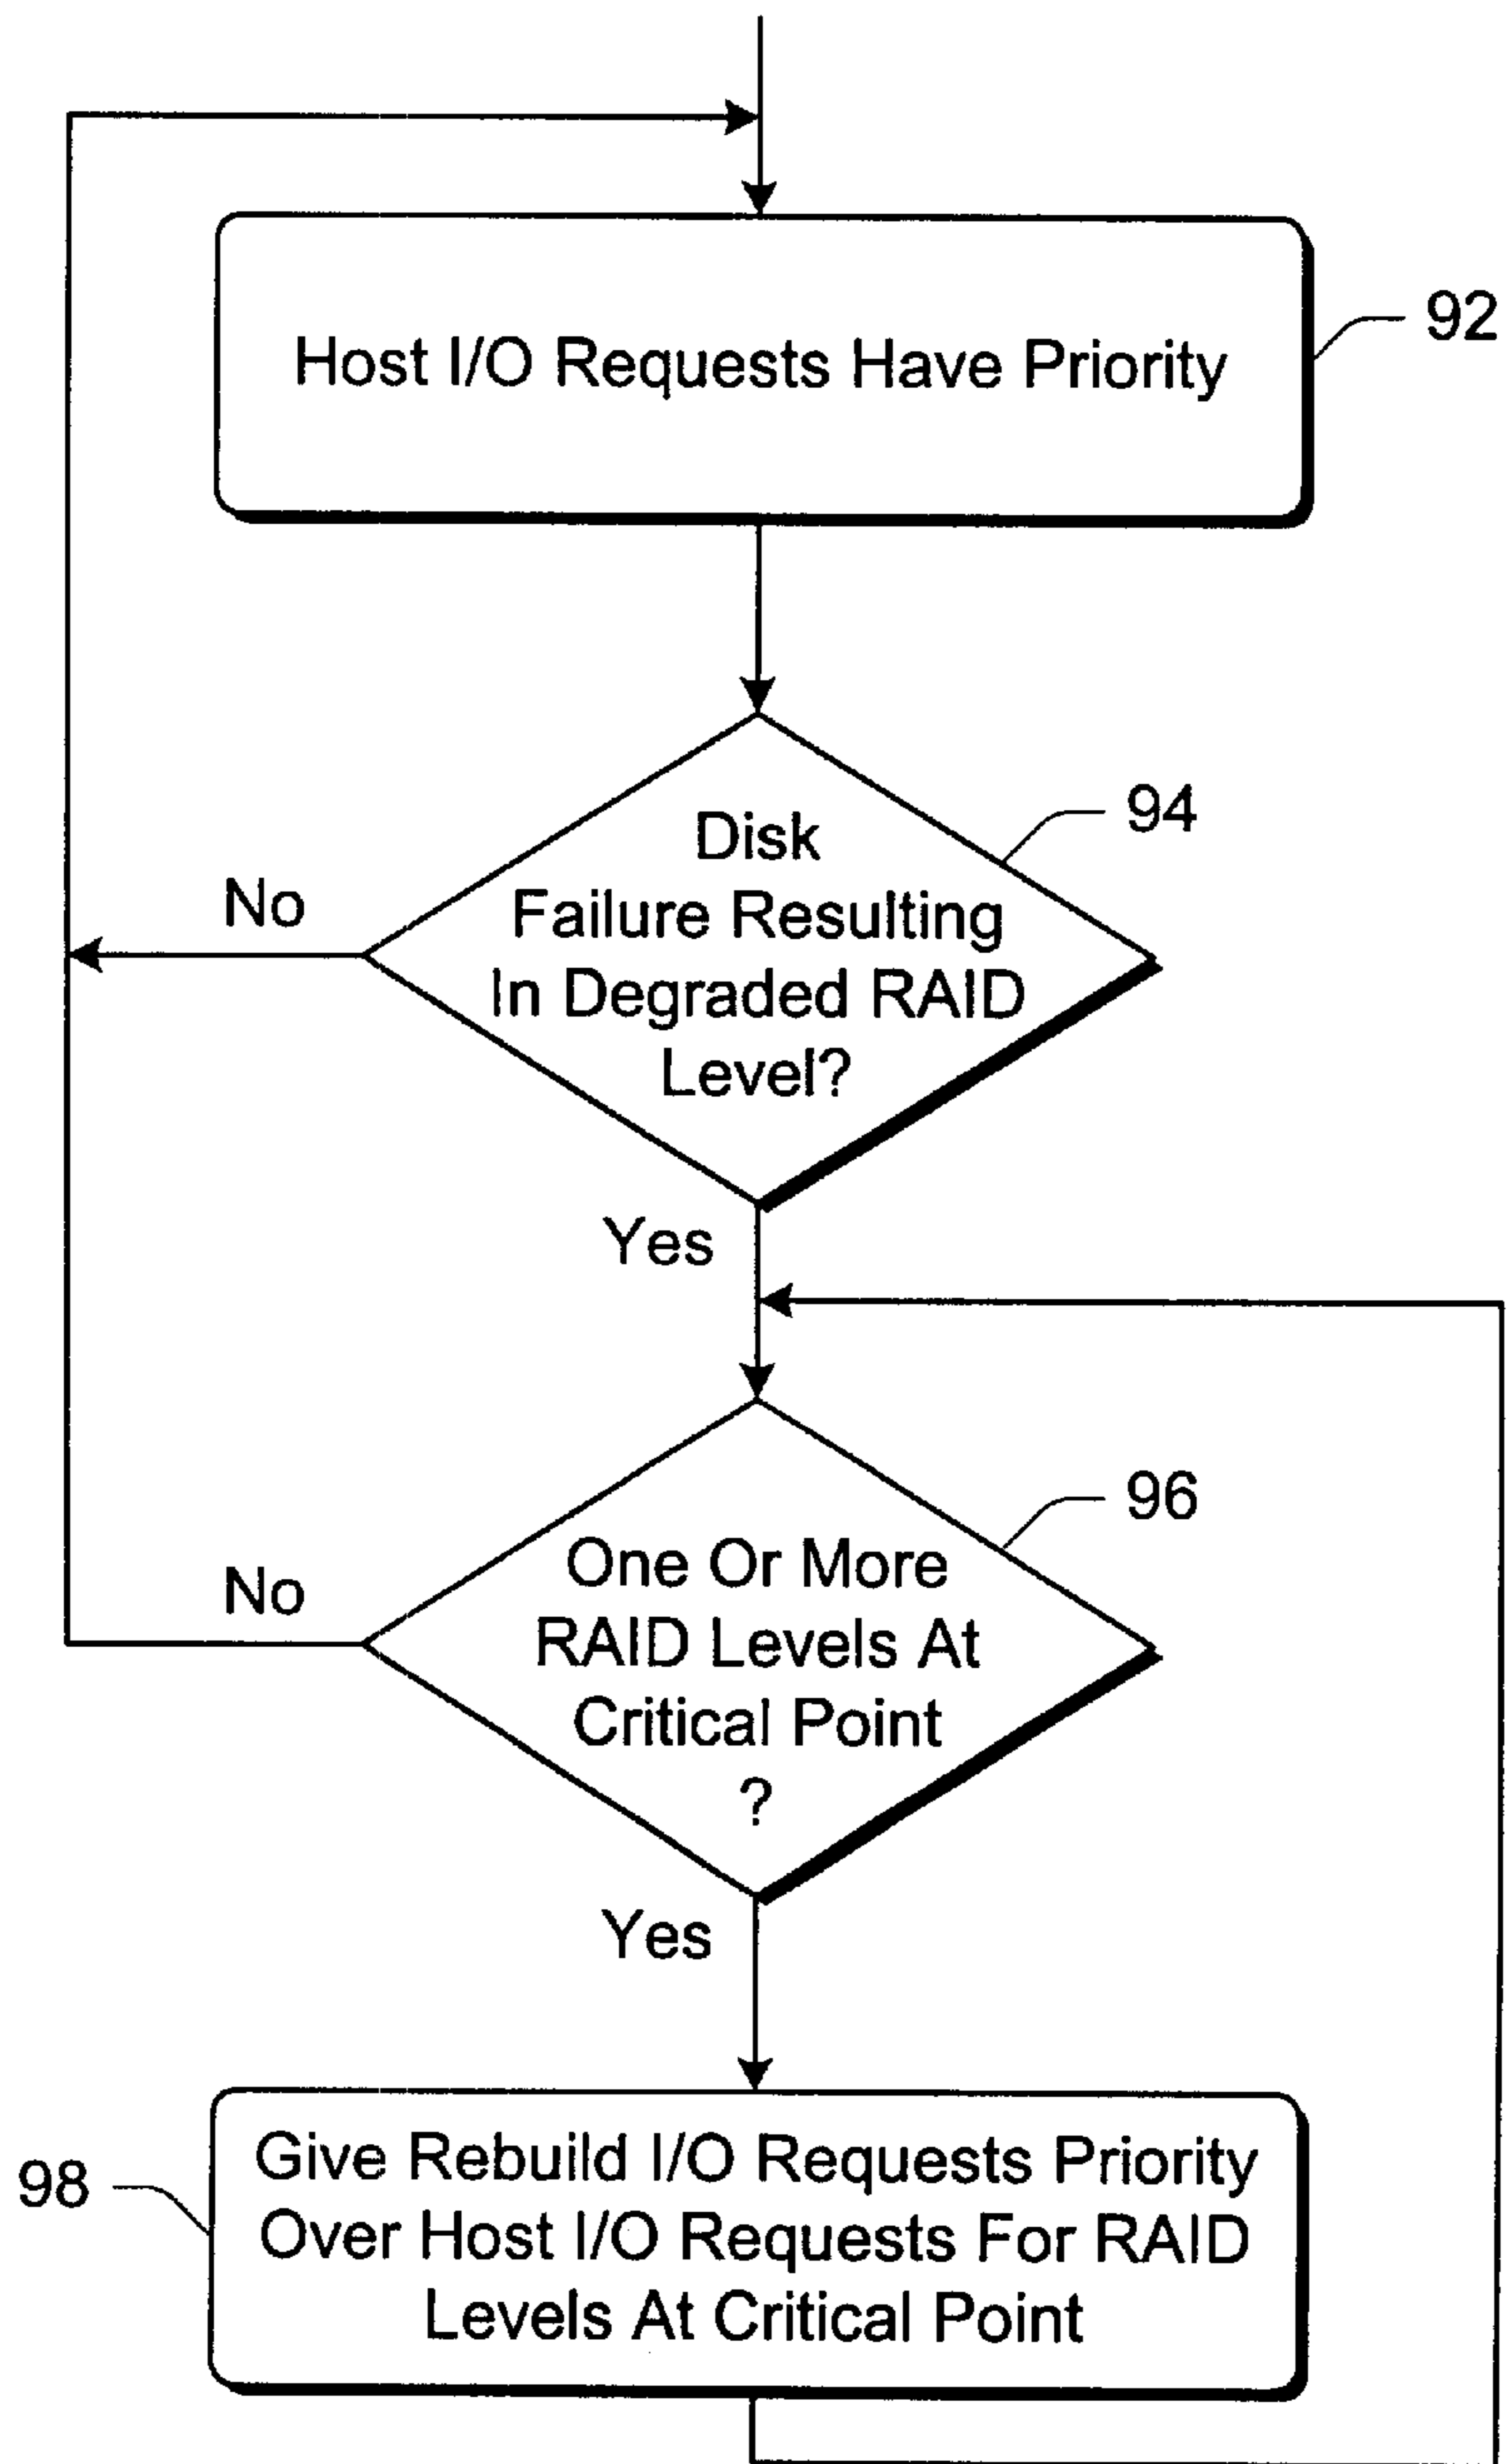 Host I/O Requests Have Priority
92
Disk
Failure Resulting
In Degraded RAID
Level?
94
No
Yes
One Or More
RAID Levels At
Critical Point
?
96
No
Yes
Give Rebuild I/O Requests Priority
Over Host I/O Requests For RAID
Levels At Critical Point
98